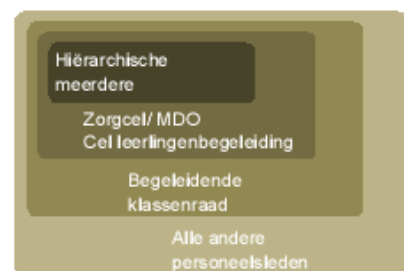 Hiërarchische
meerdere
Zorgcel/ MDO
Cel leerlingenbegeleiding
Begeleidende
klassenraad
Alle andere
personeelsleden